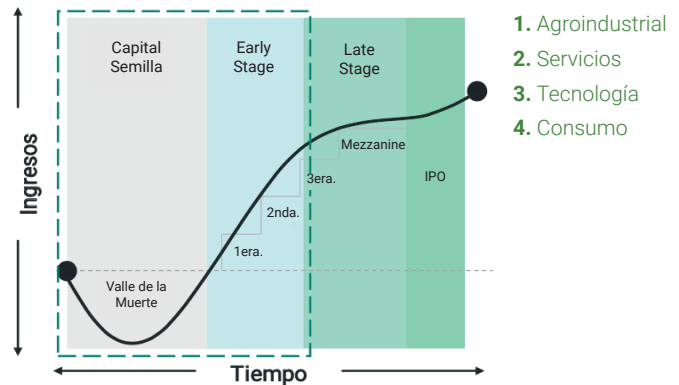 Capital
Semilla
Early
Stage
Late
Stage
1. Agroindustrial
2. Servicios
3. Tecnología
4. Consumo
Ingresos
Mezzanine
3era.
IPO
2nda.
1era.
Valle de la
Muerte
Tiempo